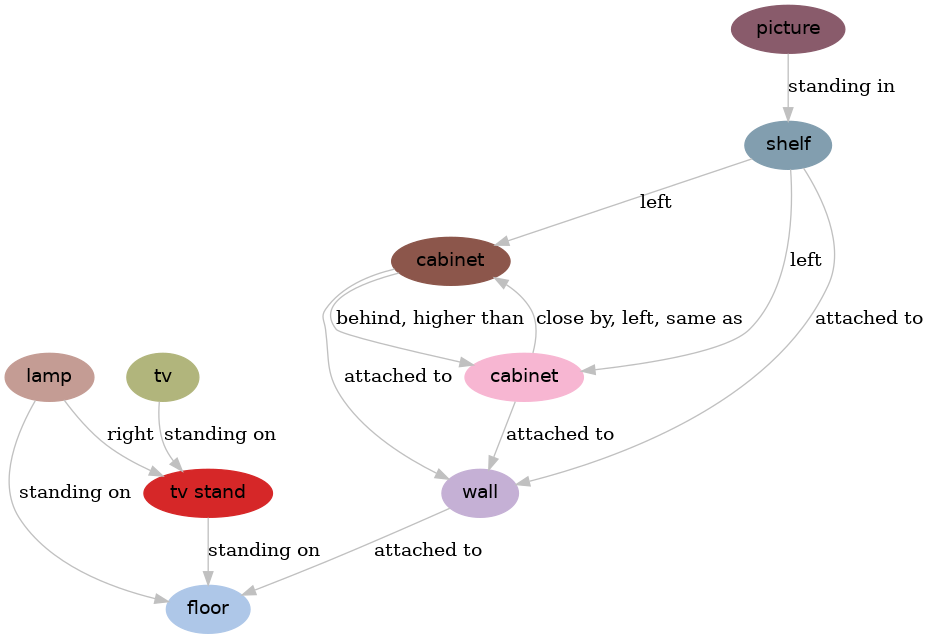 picture
standing in
shelf
left
cabinet
left
behind, higher than
close by, left, same as
attached to
lamp
tv
attached to
cabinet
right
standing on
attached to
standing on
tv stand
wall
standing on
attached to
floor